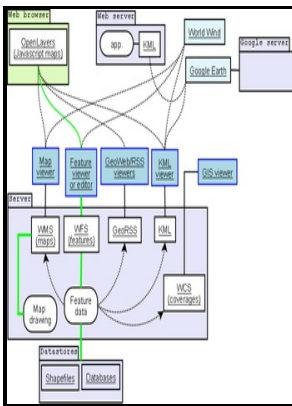 Web browser
OpenLayers
(Javascript maps)
Web server
app.
KML
World Wind
Google Earth
Google server
Map
viewer
Feature
viewer
or editor
GeoWeb/RSS
viewers
KML
viewer
GIS viewer
Server
WMS
(maps)
WFS
(features)
GeoRSS
KML
WCS
(coverages)
Map
drawing
Feature
data
Datastores
Shapefiles
Databases